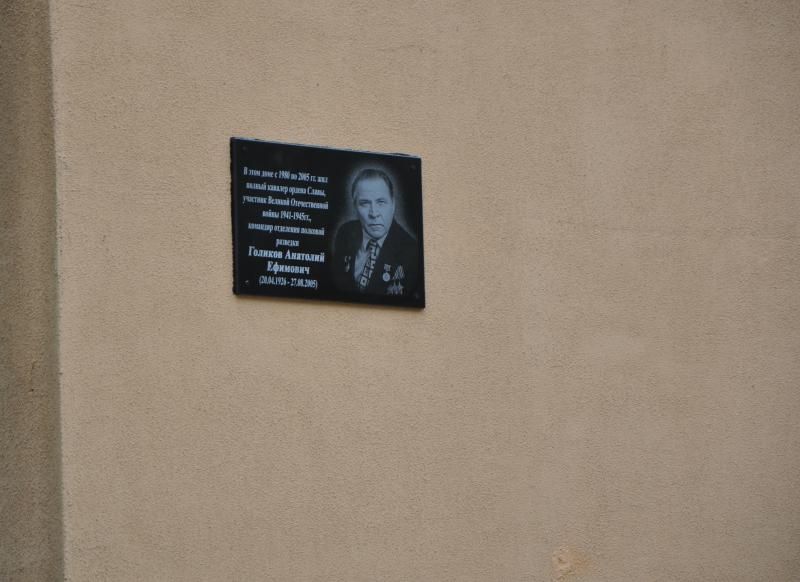 В этом доме с 1980 по 2005 гг. жил
полный кавалер ордена Славы,
участник Великой Отечественной
войны 1941-1945гг.,
командир отделения полковой
разведки
Голиков Анатолий
Ефимович
(20.04.1926 - 27.08.2005)